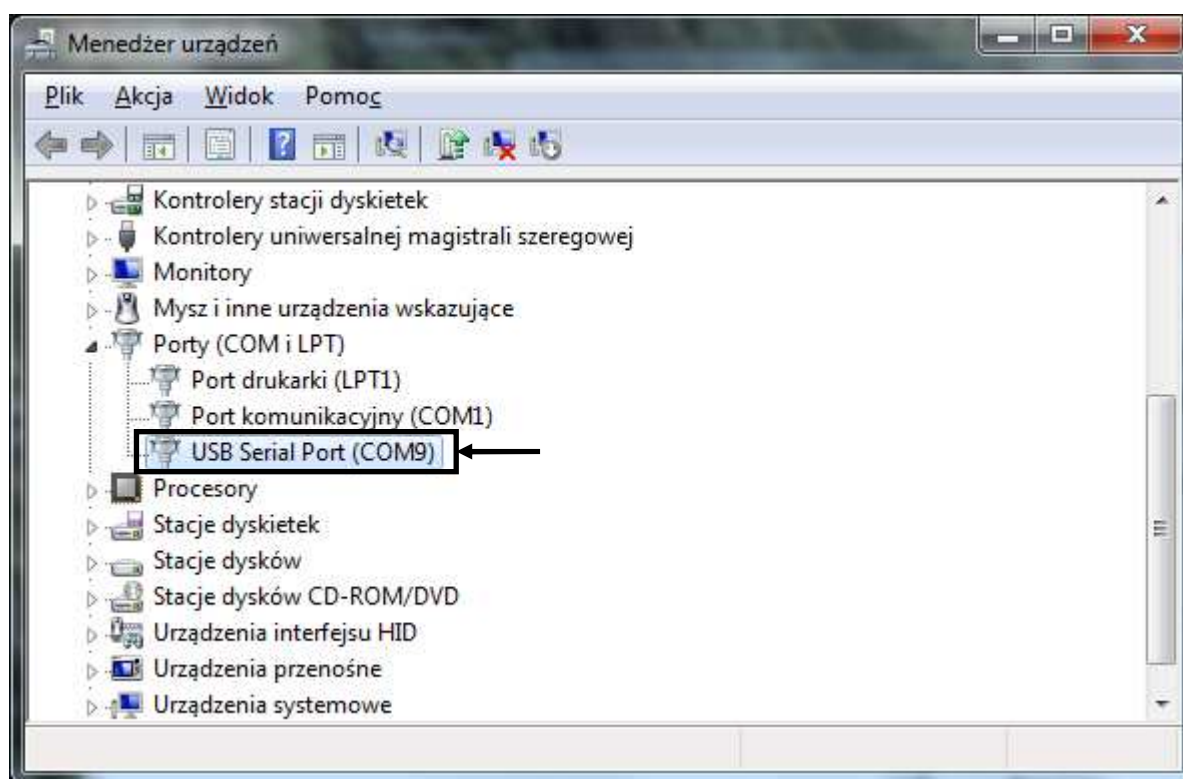 Menedżer urządzeń
Plik Akcja Widok Pomoc
Kontrolery stacji dyskietek
Kontrolery uniwersalnej magistrali szeregowej
Monitory
Mysz i inne urządzenia wskazujące
Porty (COM i LPT)
Port drukarki (LPT1)
Port komunikacyjny (COM1)
USB Serial Port (COM9)
Procesory
Stacje dyskietek
Stacje dysków
Stacje dysków CD-ROM/DVD
Urządzenia interfejsu HID
Urządzenia przenośne
Urządzenia systemowe